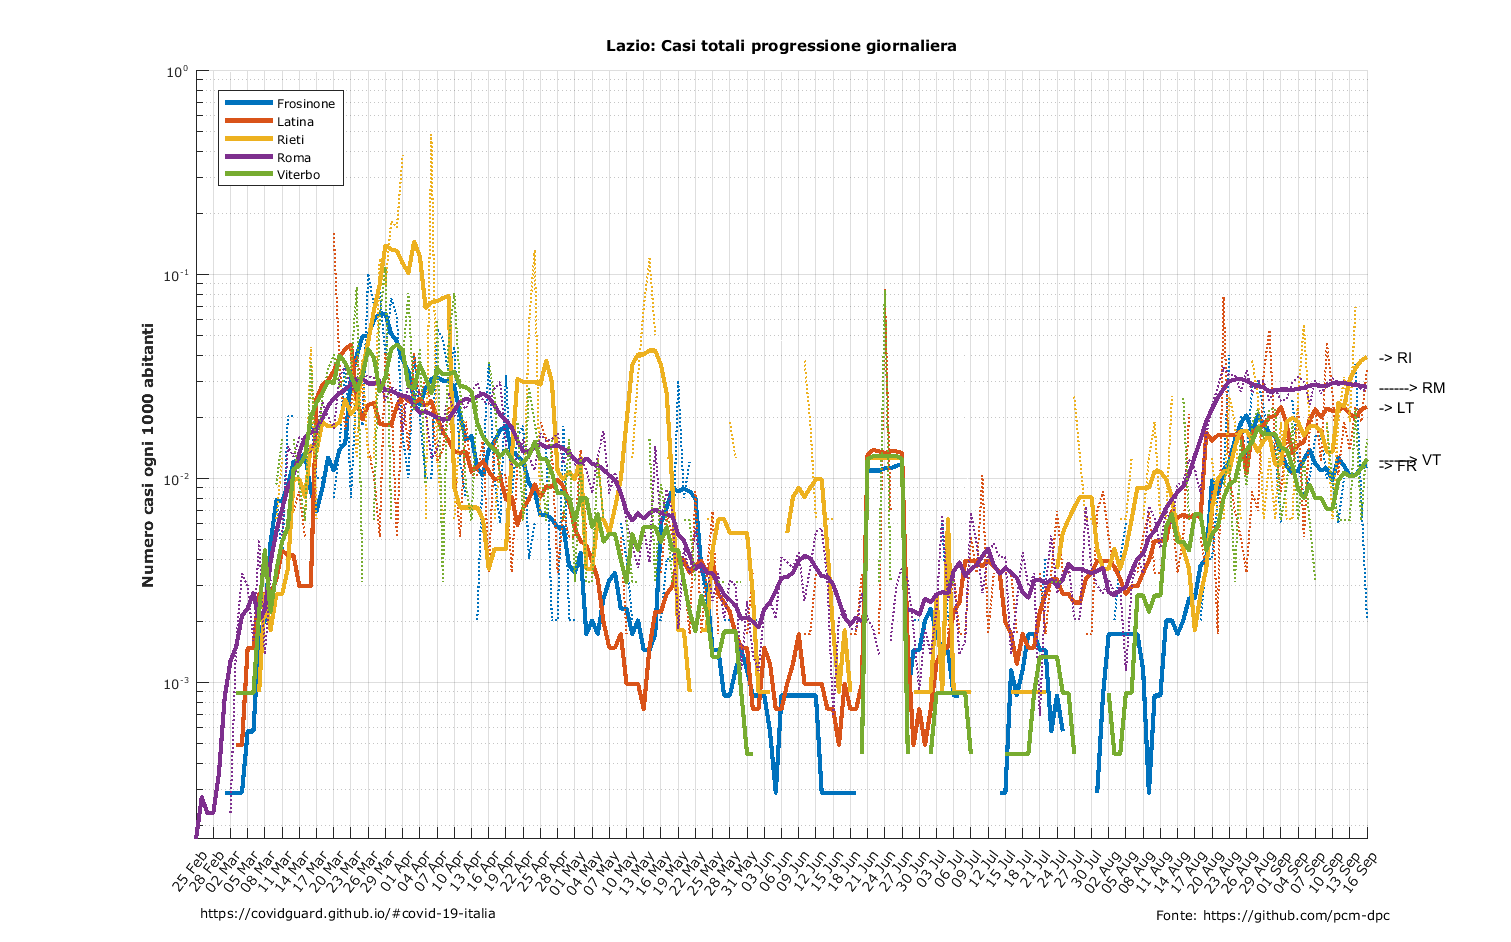 Lazio: Casi totali progressione giornaliera
Numero casi ogni 1000 abitanti
10^0
10^-1
10^-2
10^-3
Frosinone
Latina
Rieti
Roma
Viterbo
-> RI
------> RM
-> LT
------> VT
-> FR
25 Feb
28 Feb
02 Mar
05 Mar
08 Mar
11 Mar
14 Mar
17 Mar
20 Mar
23 Mar
26 Mar
29 Mar
01 Apr
04 Apr
07 Apr
10 Apr
13 Apr
16 Apr
19 Apr
22 Apr
25 Apr
28 Apr
01 May
04 May
07 May
10 May
13 May
16 May
19 May
22 May
25 May
28 May
31 May
03 Jun
06 Jun
09 Jun
12 Jun
15 Jun
18 Jun
21 Jun
24 Jun
27 Jun
30 Jun
03 Jul
06 Jul
09 Jul
12 Jul
15 Jul
18 Jul
21 Jul
24 Jul
27 Jul
30 Jul
02 Aug
05 Aug
08 Aug
11 Aug
14 Aug
17 Aug
20 Aug
23 Aug
26 Aug
29 Aug
01 Sep
04 Sep
07 Sep
10 Sep
13 Sep
16 Sep
https://covidguard.github.io/#covid-19-italia
Fonte: https://github.com/pcm-dpc